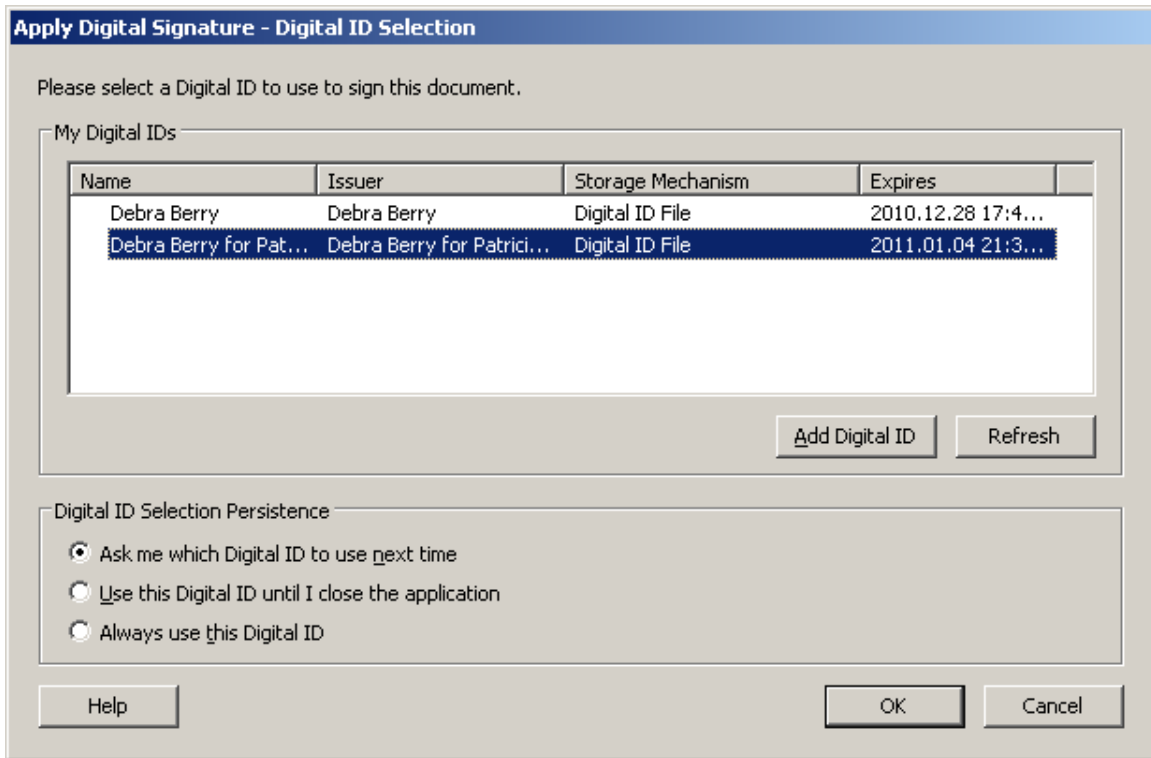 Apply Digital Signature - Digital ID Selection
Please select a Digital ID to use to sign this document.
My Digital IDs
Name Issuer Storage Mechanism Expires
Debra Berry Debra Berry Digital ID File 2010.12.28 17:4...
Debra Berry for Pat... Debra Berry for Patrici... Digital ID File 2011.01.04 21:3...
Add Digital ID Refresh
Digital ID Selection Persistence
Ask me which Digital ID to use next time
Use this Digital ID until I close the application
Always use this Digital ID
Help OK Cancel